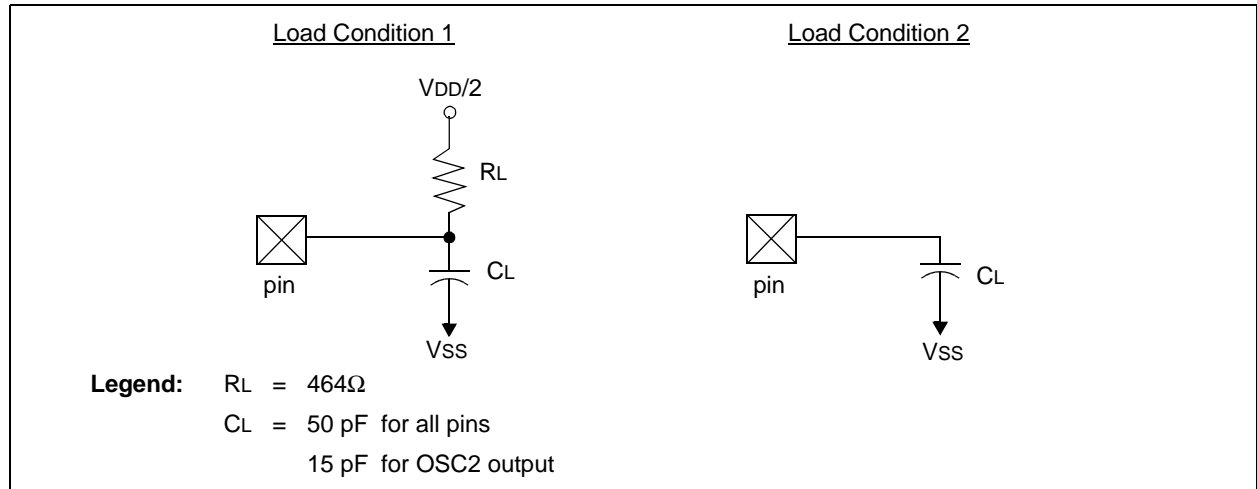 Load Condition 1
VDD/2
RL
CL
pin
VSS
Load Condition 2
CL
pin
VSS
Legend: RL = 464Ω
CL = 50 pF for all pins
15 pF for OSC2 output